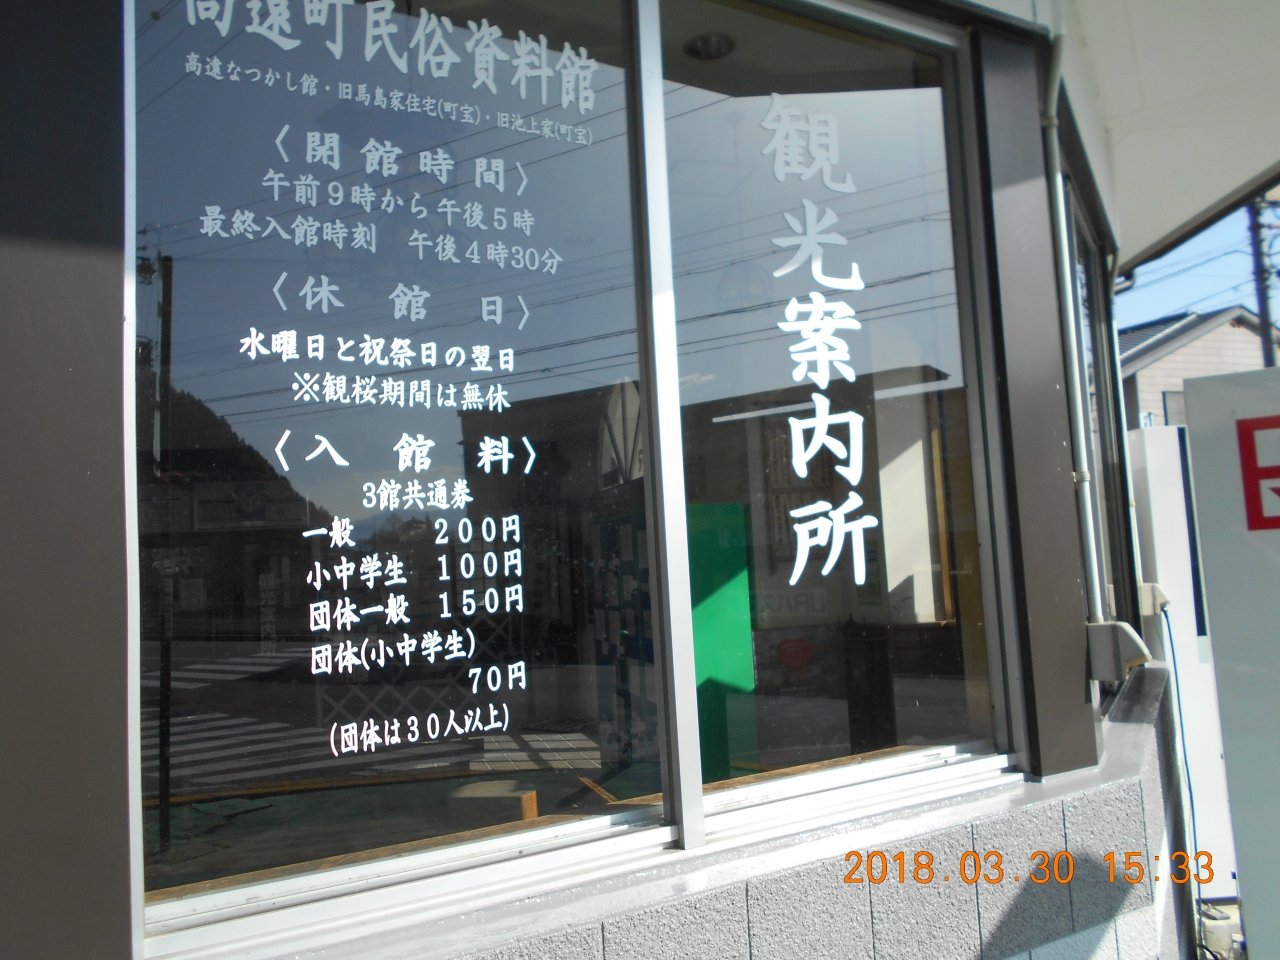 高遠町民俗資料館
高遠なつかし館・旧馬島家住宅(町宝)・旧池上家(町宝)
〈開館時間〉
午前9時から午後5時
最終入館時刻　午後4時30分
〈休館日〉
水曜日と祝祭日の翌日
※観桜期間は無休
〈入館料〉
3館共通券
一般　200円
小中学生　100円
団体一般　150円
団体(小中学生)
70円
(団体は30人以上)
観光案内所
2018.03.30 15:33